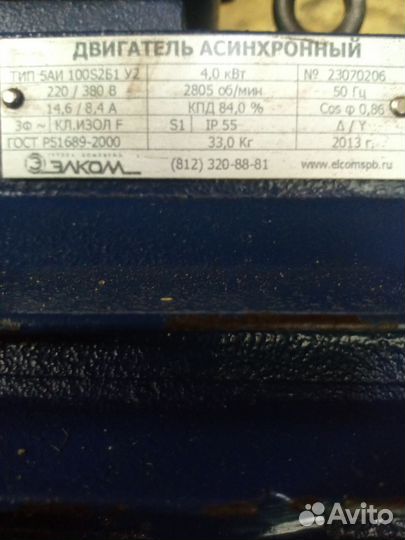 ДВИГАТЕЛЬ АСИНХРОННЫЙ
ТИП 5АИ 100S2Б1 У2 4,0 кВт № 23070206
220 / 380 В 2805 об/мин 50 Гц
14,6 / 8,4 А КПД 84,0 % Cos φ 0,86
3Ф ~ КЛ.ИЗОЛ F S1 IP 55 Δ / Y
ГОСТ Р51689-2000 33,0 Кг 2013 г.
ЭЛКОМ (812) 320-88-81 www.elcomspb.ru
Avito